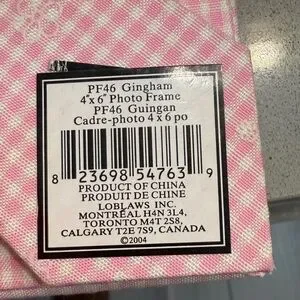 PF46 Gingham
4"x 6" Photo Frame
PF46 Guingan
Cadre-photo 4 x 6 po
8 23698 54763 9
PRODUCT OF CHINA
PRODUIT DE CHINE
LOBLAWS INC.
MONTRÉAL H4N 3L4,
TORONTO M4T 2S8,
CALGARY T2E 7S9, CANADA
©2004